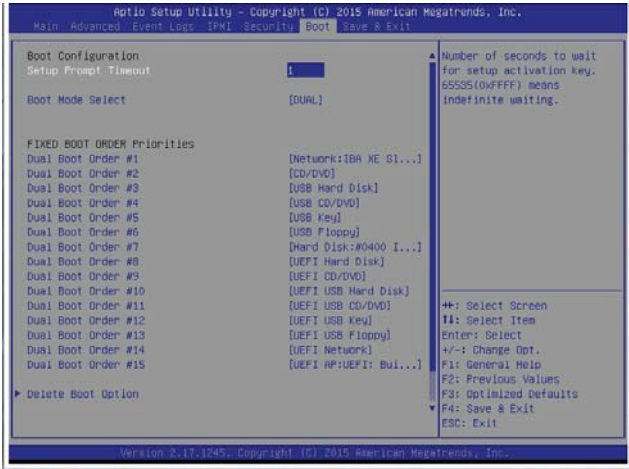 Aptio Setup Utility - Copyright (C) 2015 American Megatrends, Inc.
Main Advanced Event Logs IPMI Security Boot Save & Exit
Boot Configuration
Setup Prompt Timeout 1
Boot Mode Select [DUAL]
FIXED BOOT ORDER Priorities
Dual Boot Order #1 [Network:IBA XE Sl...]
Dual Boot Order #2 [CD/DVD]
Dual Boot Order #3 [USB Hard Disk]
Dual Boot Order #4 [USB CD/DVD]
Dual Boot Order #5 [USB Key]
Dual Boot Order #6 [USB Floppy]
Dual Boot Order #7 [Hard Disk:#0400 I...]
Dual Boot Order #8 [UEFI Hard Disk]
Dual Boot Order #9 [UEFI CD/DVD]
Dual Boot Order #10 [UEFI USB Hard Disk]
Dual Boot Order #11 [UEFI USB CD/DVD]
Dual Boot Order #12 [UEFI USB Key]
Dual Boot Order #13 [UEFI USB Floppy]
Dual Boot Order #14 [UEFI Network]
Dual Boot Order #15 [UEFI AP:UEFI: Bui...]
Delete Boot Option
Number of seconds to wait
for setup activation key.
65535(0xFFFF) means
indefinite waiting.
→←: Select Screen
↑↓: Select Item
Enter: Select
+/-: Change Opt.
F1: General Help
F2: Previous Values
F3: Optimized Defaults
F4: Save & Exit
ESC: Exit
Version 2.17.1245. Copyright (C) 2015 American Megatrends, Inc.